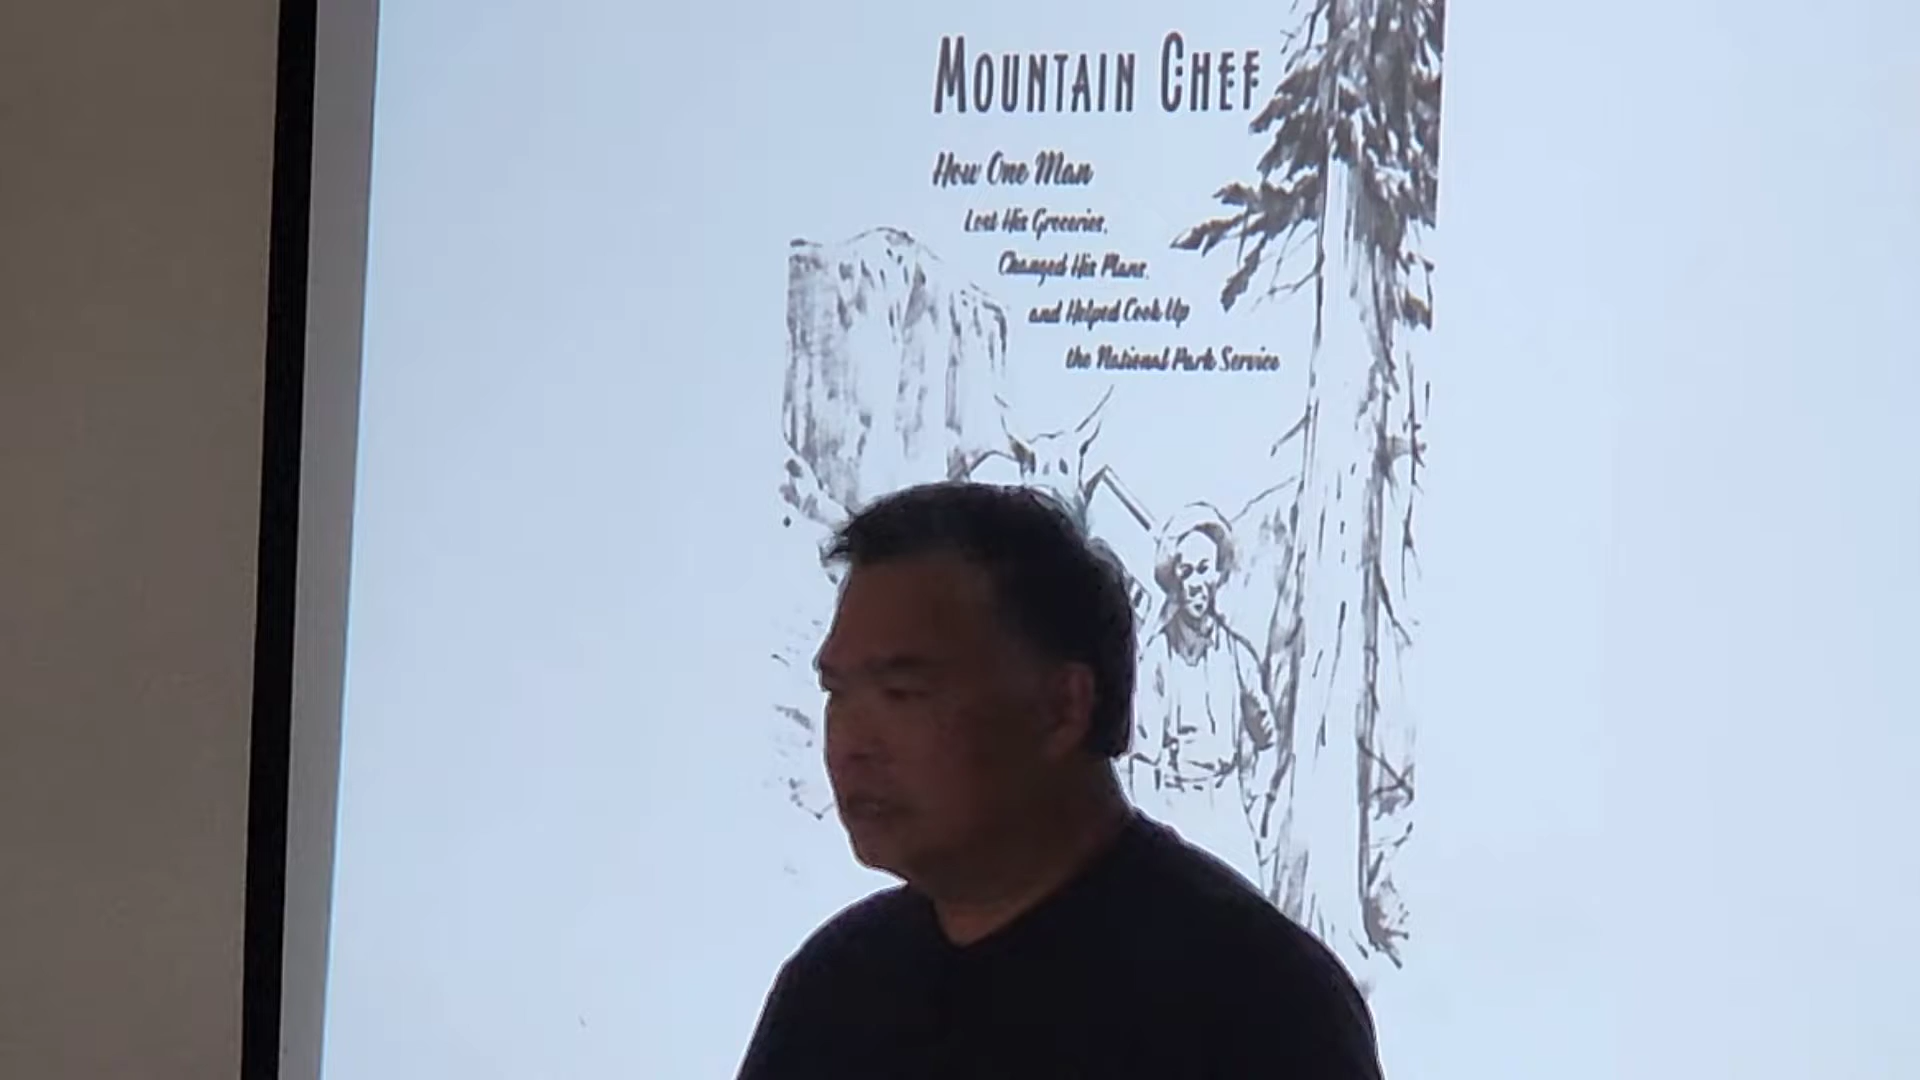 MOUNTAIN CHEF
How One Man
Lost His Groceries,
Changed His Plans,
and Helped Cook Up
the National Park Service